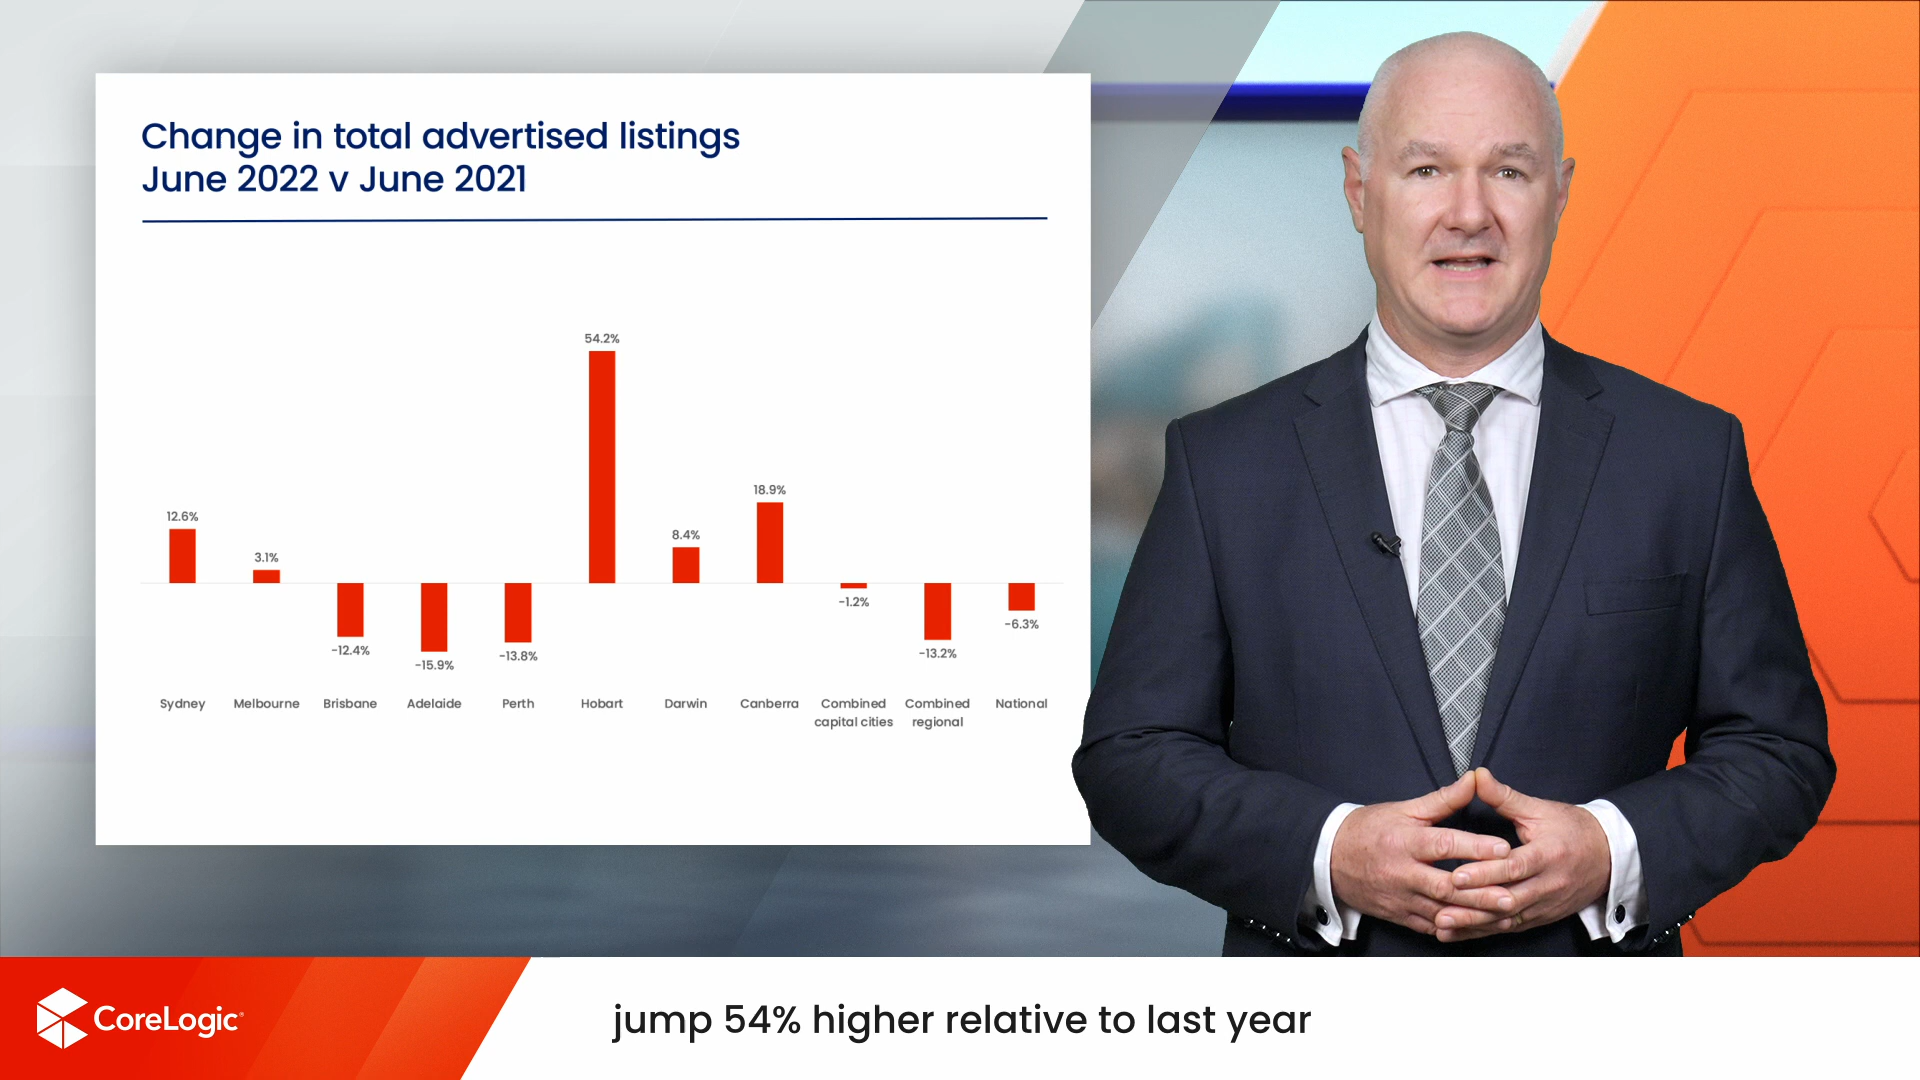 Change in total advertised listings
June 2022 v June 2021
54.2%
18.9%
12.6%
8.4%
3.1%
-1.2%
-6.3%
-12.4%
-13.2%
-13.8%
-15.9%
Sydney Melbourne Brisbane Adelaide Perth Hobart Darwin Canberra Combined capital cities Combined regional National
CoreLogic
jump 54% higher relative to last year